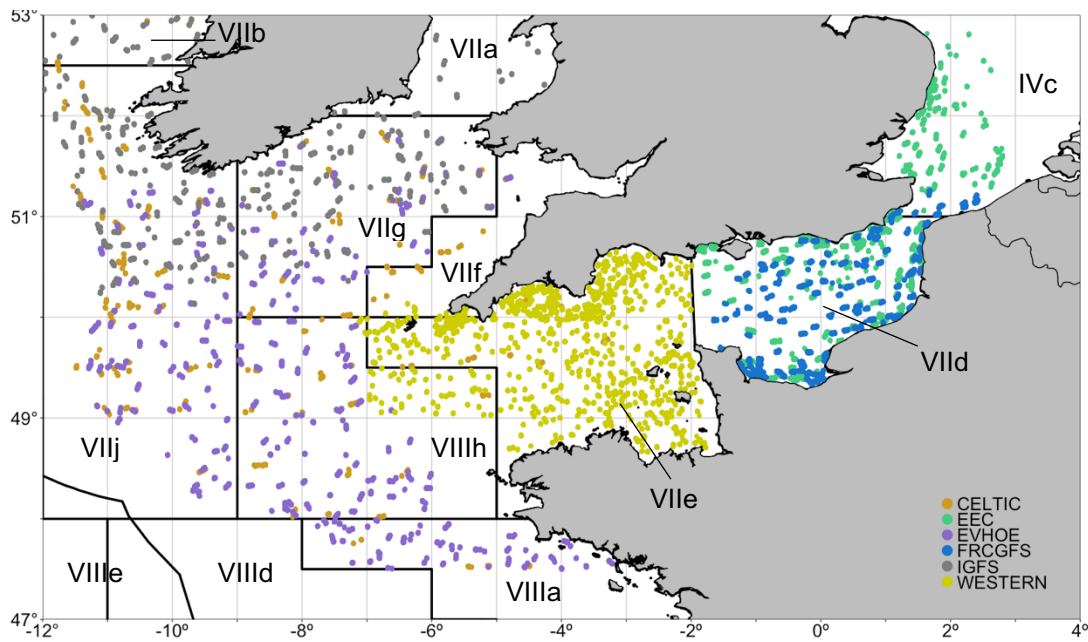 53°
VIIb
VIIa
IVc
51°
VIIg
VIIf
VIId
49°
VIIj
VIIIh
VIIe
CELTIC
EEC
EVHOE
FRCGFS
IGFS
WESTERN
VIIIe
VIIId
VIIIa
47°
-12° -10° -8° -6° -4° -2° 0° 2° 4°